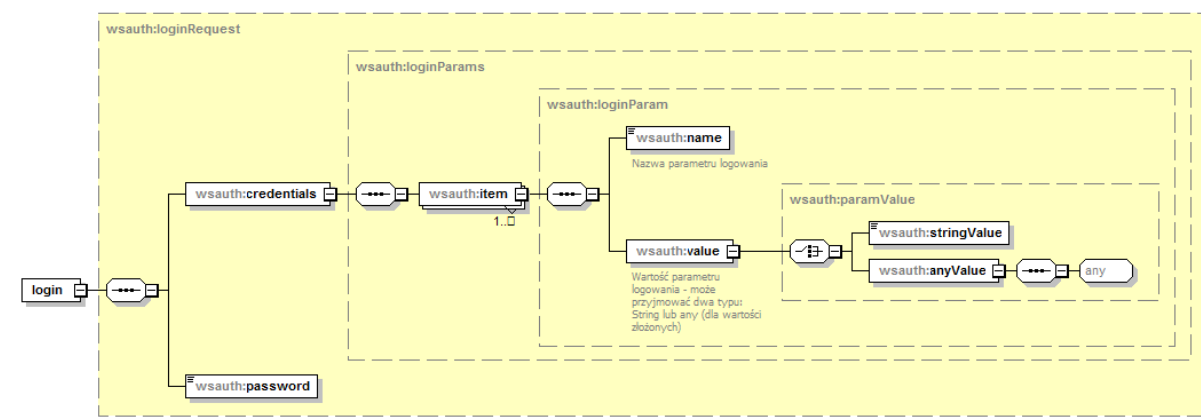 wsauth:loginRequest
wsauth:loginParams
wsauth:loginParam
wsauth:name
Nazwa parametru logowania
wsauth:credentials
wsauth:item
1..□
wsauth:paramValue
wsauth:stringValue
wsauth:value
wsauth:anyValue
any
Wartość parametru
logowania - może
przyjmować dwa typu:
String lub any (dla wartości
złożonych)
login
wsauth:password